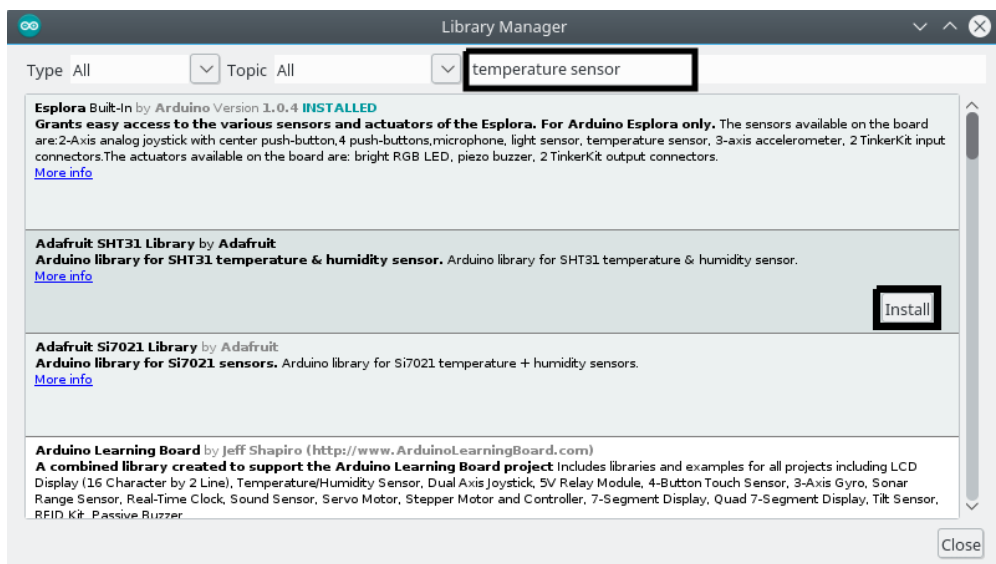 Library Manager
Type All Topic All temperature sensor
Esplora Built-In by Arduino Version 1.0.4 INSTALLED
Grants easy access to the various sensors and actuators of the Esplora. For Arduino Esplora only. The sensors available on the board
are:2-Axis analog joystick with center push-button,4 push-buttons,microphone, light sensor, temperature sensor, 3-axis accelerometer, 2 TinkerKit input
connectors.The actuators available on the board are: bright RGB LED, piezo buzzer, 2 TinkerKit output connectors.
More info
Adafruit SHT31 Library by Adafruit
Arduino library for SHT31 temperature & humidity sensor. Arduino library for SHT31 temperature & humidity sensor.
More info
Install
Adafruit Si7021 Library by Adafruit
Arduino library for Si7021 sensors. Arduino library for Si7021 temperature + humidity sensors.
More info
Arduino Learning Board by Jeff Shapiro (http://www.ArduinoLearningBoard.com)
A combined library created to support the Arduino Learning Board project Includes libraries and examples for all projects including LCD
Display (16 Character by 2 Line), Temperature/Humidity Sensor, Dual Axis Joystick, 5V Relay Module, 4-Button Touch Sensor, 3-Axis Gyro, Sonar
Range Sensor, Real-Time Clock, Sound Sensor, Servo Motor, Stepper Motor and Controller, 7-Segment Display, Quad 7-Segment Display, Tilt Sensor,
RFID Kit, Passive Buzzer
Close